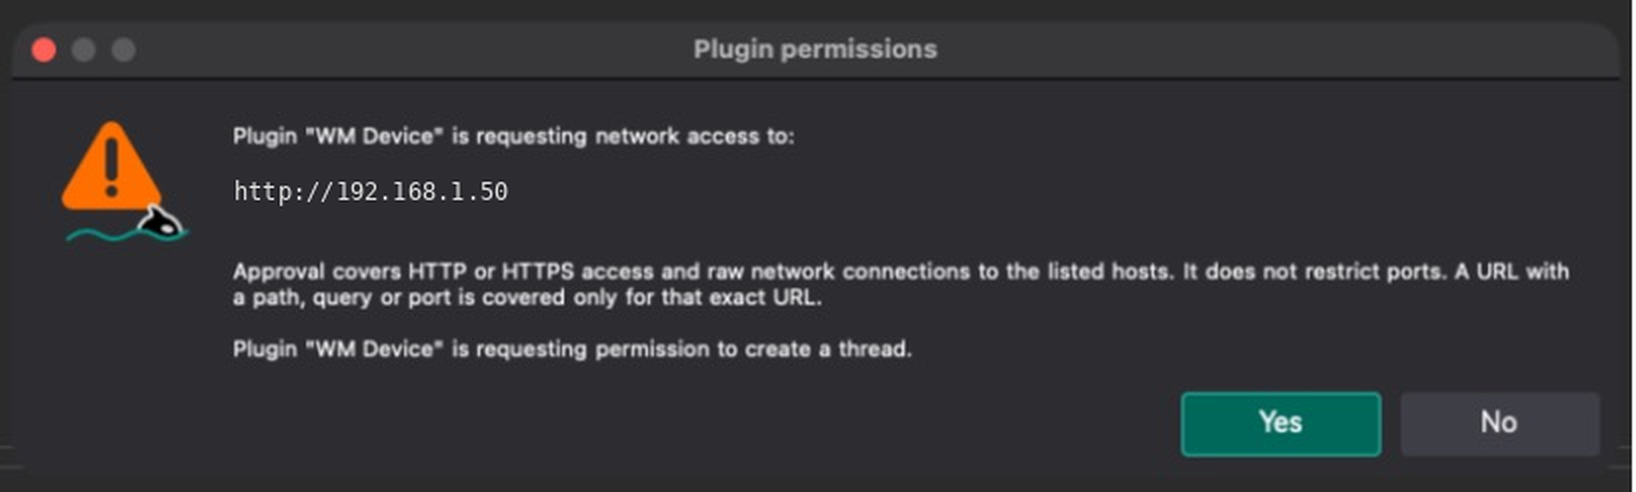 Plugin permissions
Plugin "WM Device" is requesting network access to:
http://192.168.1.50
Approval covers HTTP or HTTPS access and raw network connections to the listed hosts. It does not restrict ports. A URL with
a path, query or port is covered only for that exact URL.
Plugin "WM Device" is requesting permission to create a thread.
Yes
No